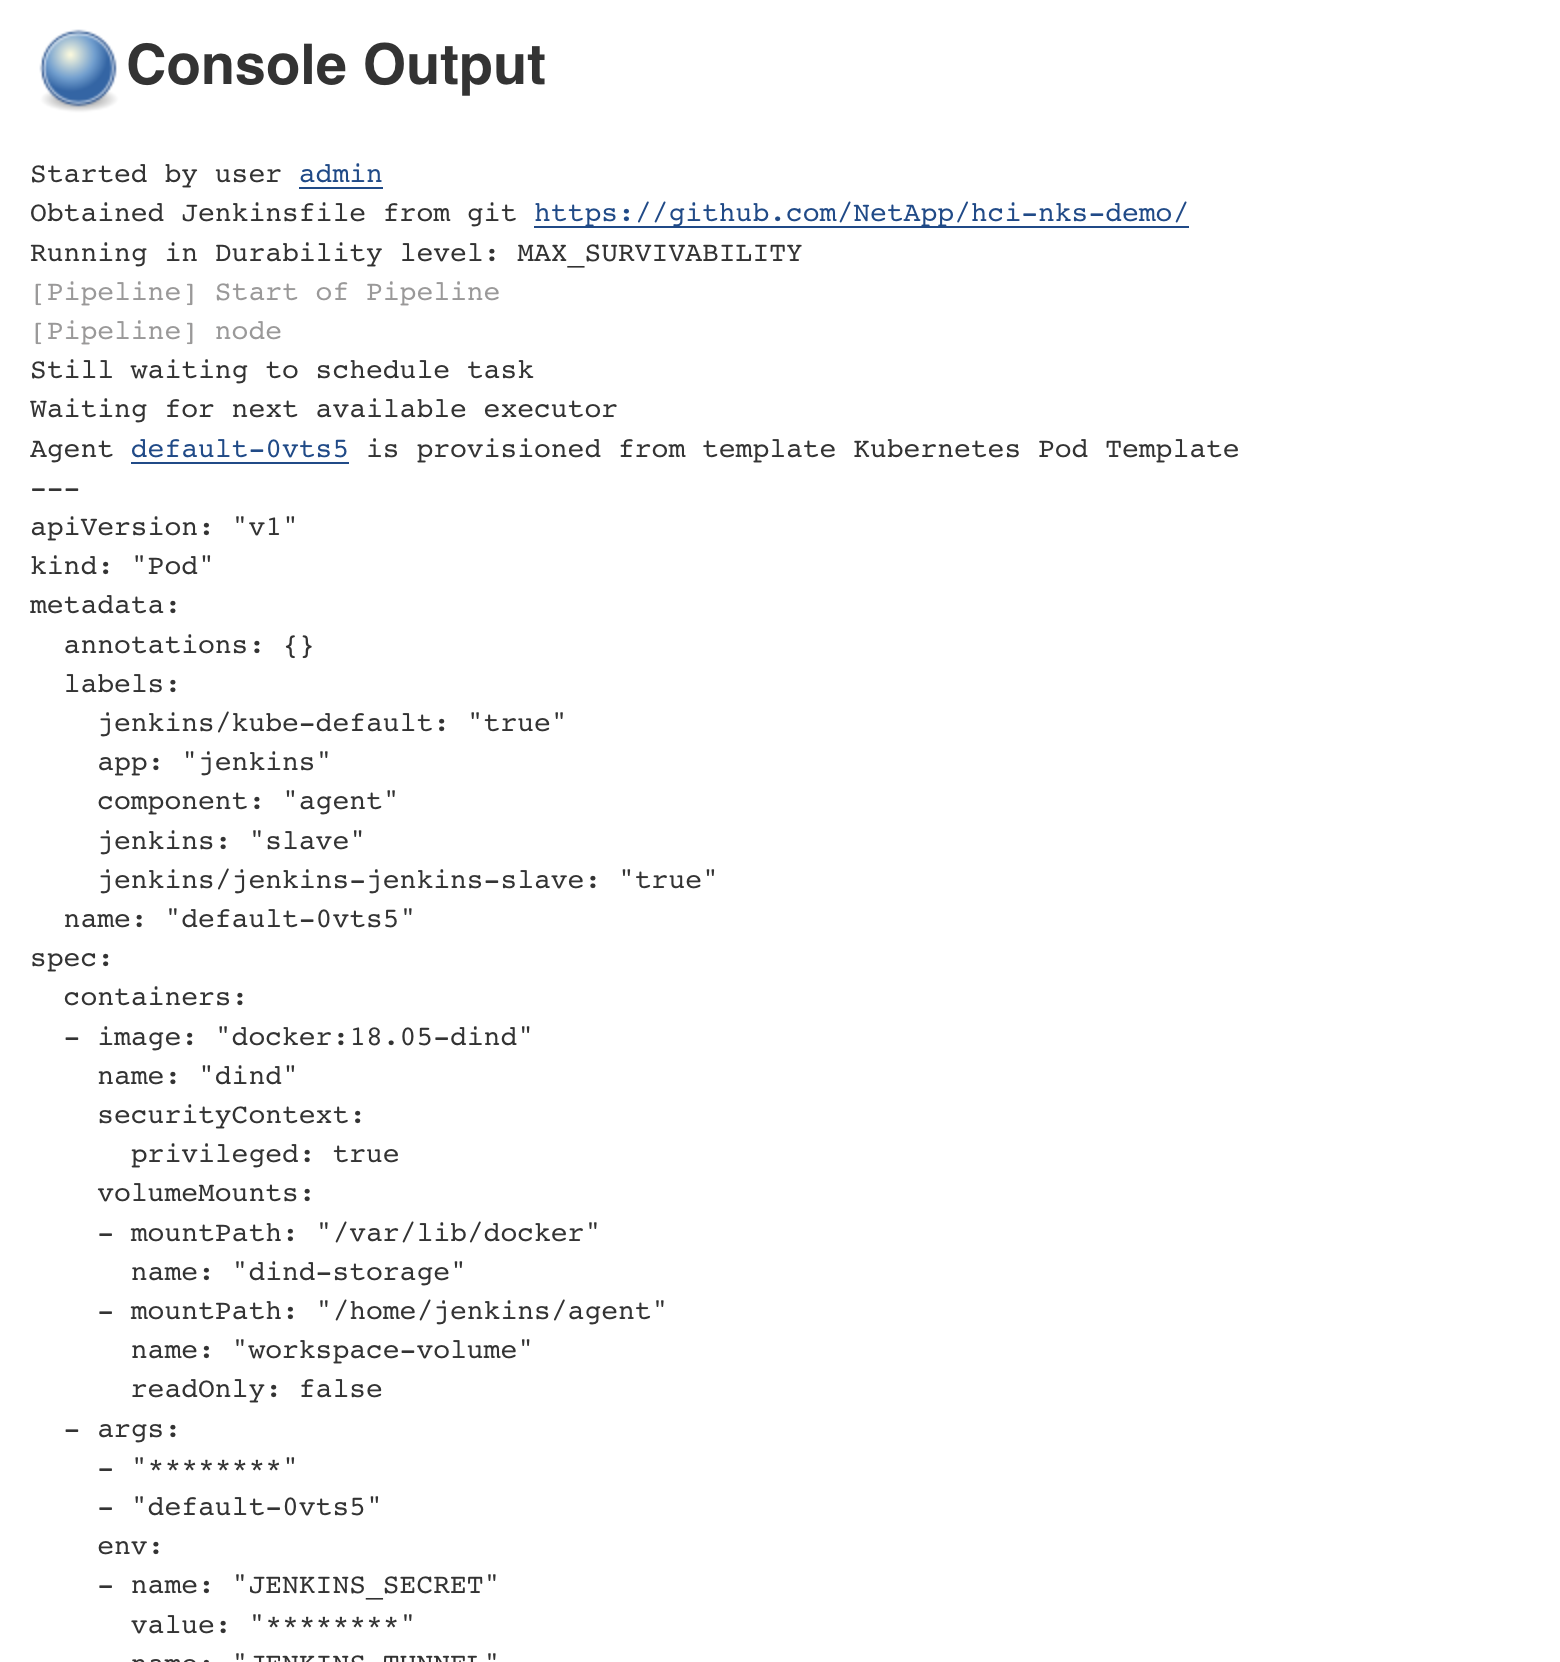 Console Output
Started by user admin
Obtained Jenkinsfile from git https://github.com/NetApp/hci-nks-demo/
Running in Durability level: MAX_SURVIVABILITY
[Pipeline] Start of Pipeline
[Pipeline] node
Still waiting to schedule task
Waiting for next available executor
Agent default-0vts5 is provisioned from template Kubernetes Pod Template
---
apiVersion: "v1"
kind: "Pod"
metadata:
  annotations: {}
  labels:
    jenkins/kube-default: "true"
    app: "jenkins"
    component: "agent"
    jenkins: "slave"
    jenkins/jenkins-jenkins-slave: "true"
  name: "default-0vts5"
spec:
  containers:
  - image: "docker:18.05-dind"
    name: "dind"
    securityContext:
      privileged: true
    volumeMounts:
    - mountPath: "/var/lib/docker"
      name: "dind-storage"
    - mountPath: "/home/jenkins/agent"
      name: "workspace-volume"
      readOnly: false
  - args:
    - "********"
    - "default-0vts5"
    env:
    - name: "JENKINS_SECRET"
      value: "********"
    - name: "JENKINS_TUNNEL"